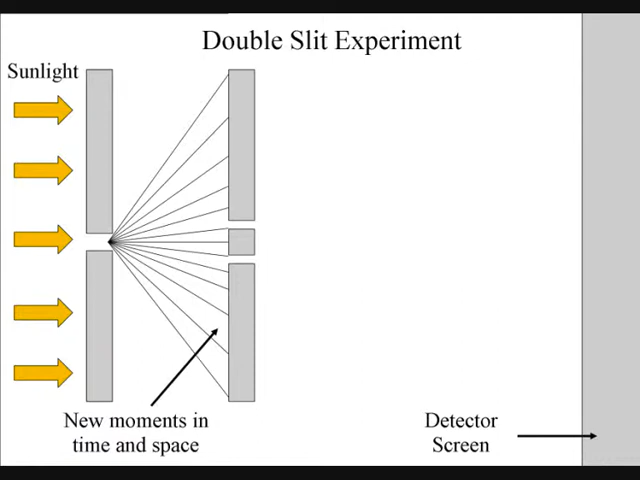 Double Slit Experiment
Sunlight
New moments in
time and space
Detector
Screen